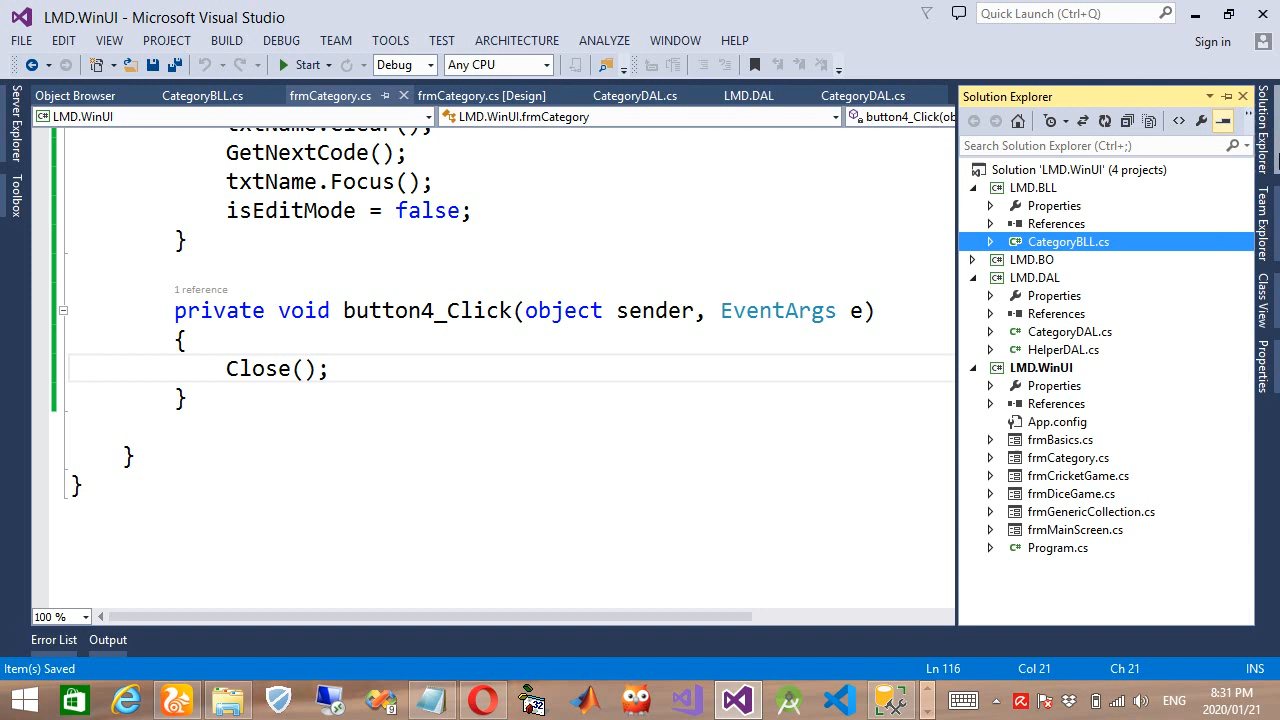 LMD.WinUI - Microsoft Visual Studio
Quick Launch (Ctrl+Q)
FILE EDIT VIEW PROJECT BUILD DEBUG TEAM TOOLS TEST ARCHITECTURE ANALYZE WINDOW HELP
Sign in
Start Debug Any CPU
Object Browser CategoryBLL.cs frmCategory.cs frmCategory.cs [Design] CategoryDAL.cs LMD.DAL CategoryDAL.cs
LMD.WinUI LMD.WinUI.frmCategory button4_Click(ob
txtName.Clear();
GetNextCode();
txtName.Focus();
isEditMode = false;
}
1 reference
private void button4_Click(object sender, EventArgs e)
{
Close();
}
}
}
100 %
Error List Output
Server Explorer
Toolbox
Solution Explorer
Search Solution Explorer (Ctrl+;)
Solution 'LMD.WinUI' (4 projects)
LMD.BLL
Properties
References
CategoryBLL.cs
LMD.BO
LMD.DAL
Properties
References
CategoryDAL.cs
HelperDAL.cs
LMD.WinUI
Properties
References
App.config
frmBasics.cs
frmCategory.cs
frmCricketGame.cs
frmDiceGame.cs
frmGenericCollection.cs
frmMainScreen.cs
Program.cs
Solution Explorer
Team Explorer
Class View
Properties
Item(s) Saved Ln 116 Col 21 Ch 21 INS
32
ENG
8:31 PM
2020/01/21